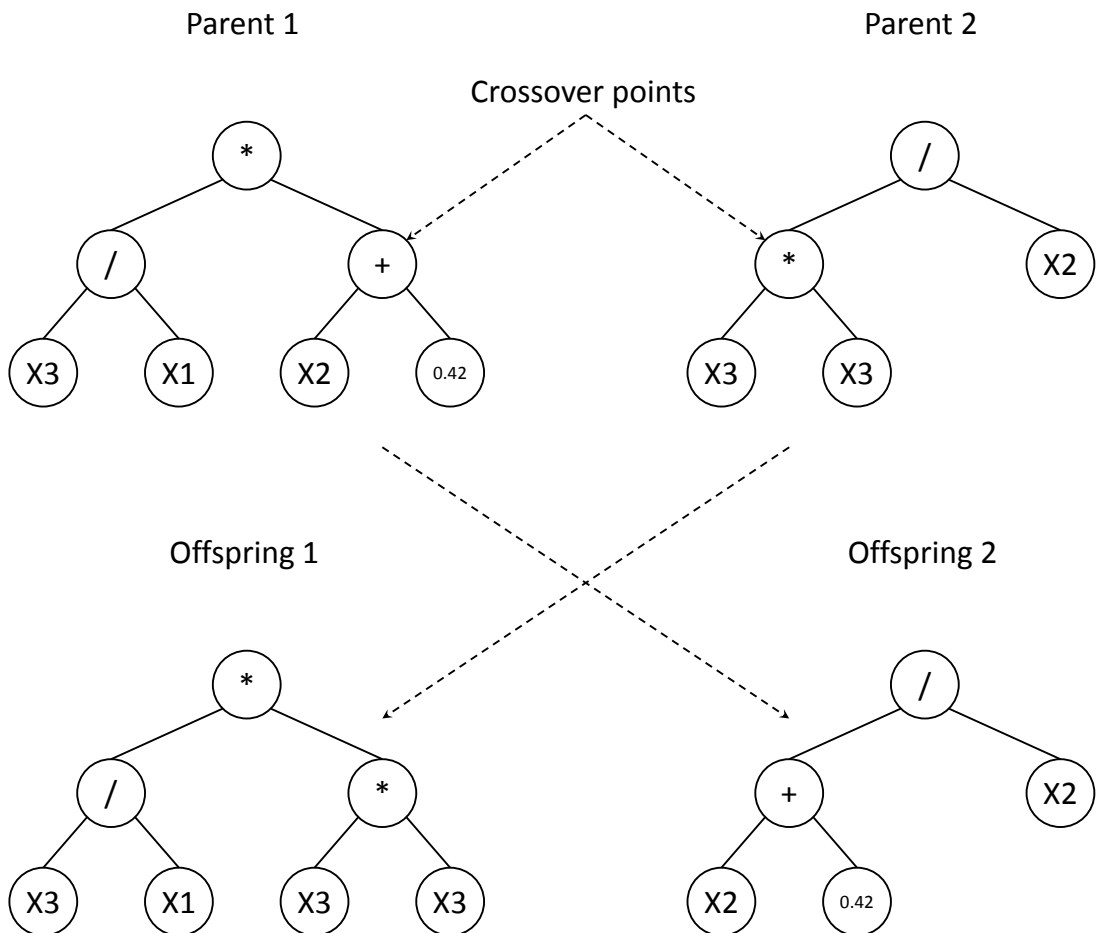 Parent 1
Parent 2
Crossover points
*
/
/
+
*
X2
X3
X1
X2
0.42
X3
X3
Offspring 1
Offspring 2
*
/
/
*
+
X2
X3
X1
X3
X3
X2
0.42